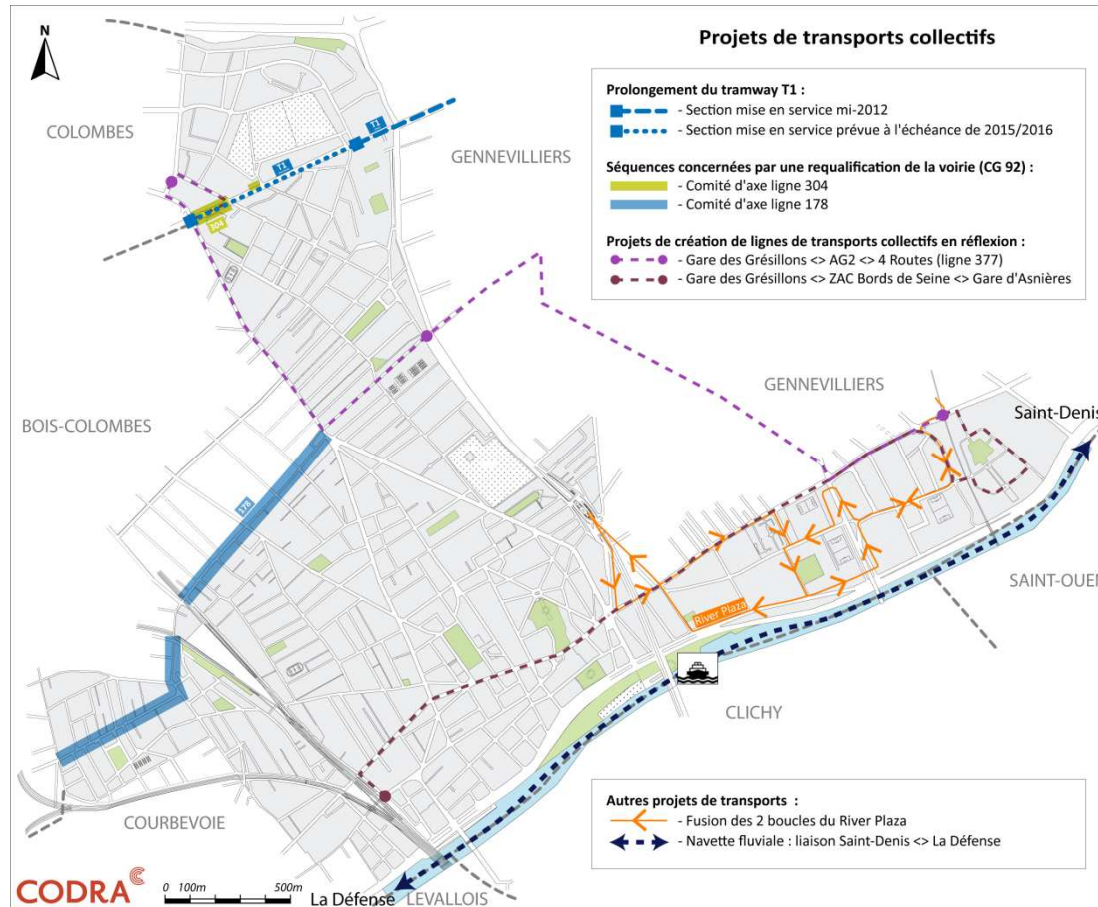 Projets de transports collectifs
N
Prolongement du tramway T1 :
- Section mise en service mi-2012
- Section mise en service prévue à l'échéance de 2015/2016
Séquences concernées par une requalification de la voirie (CG 92) :
- Comité d'axe ligne 304
- Comité d'axe ligne 178
Projets de création de lignes de transports collectifs en réflexion :
- Gare des Grésillons <> AG2 <> 4 Routes (ligne 377)
- Gare des Grésillons <> ZAC Bords de Seine <> Gare d'Asnières
COLOMBES
T1
GENNEVILLIERS
T1
304
GENNEVILLIERS
Saint-Denis
BOIS-COLOMBES
178
SAINT-OUEN
River Plaza
CLICHY
Autres projets de transports :
- Fusion des 2 boucles du River Plaza
- Navette fluviale : liaison Saint-Denis <> La Défense
COURBEVOIE
CODRA
0 100m 500m
La Défense
LEVALLOIS